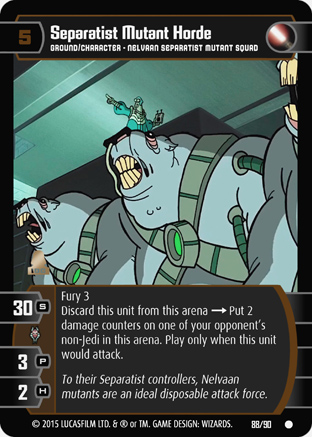 5
Separatist Mutant Horde
GROUND/CHARACTER - NELVAAN SEPARATIST MUTANT SQUAD
30 S
3 P
2 H
Fury 3
Discard this unit from this arena → Put 2
damage counters on one of your opponent's
non-Jedi in this arena. Play only when this unit
would attack.
To their Separatist controllers, Nelvaan
mutants are an ideal disposable attack force.
© 2015 LUCASFILM LTD. & ® or TM. GAME DESIGN: WIZARDS. 88/90